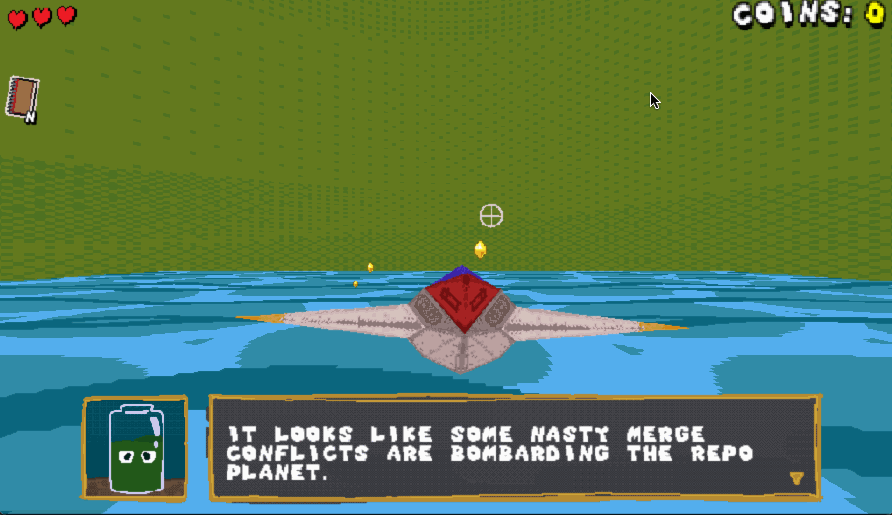 COINS: 0
N
IT LOOKS LIKE SOME NASTY MERGE
CONFLICTS ARE BOMBARDING THE REPO
PLANET.